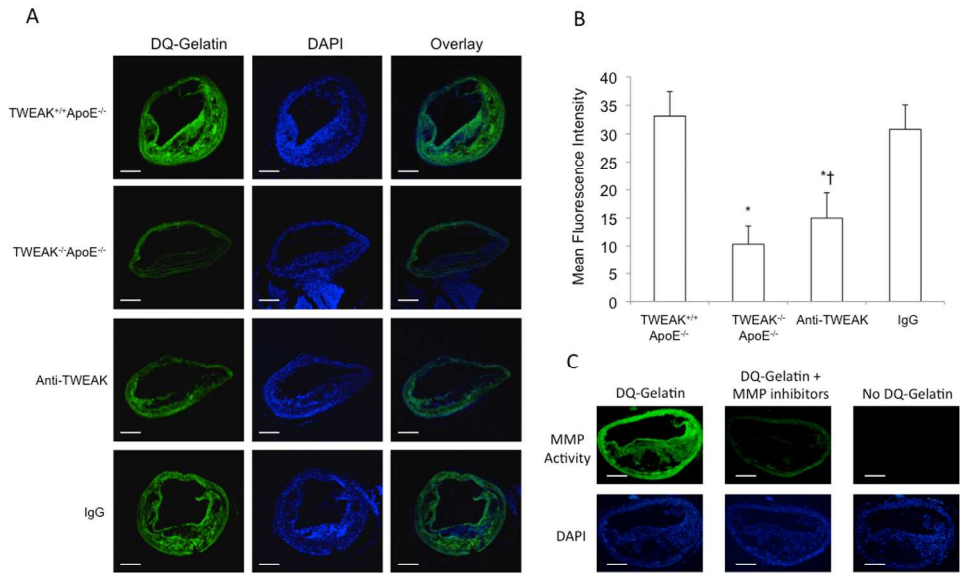 A
DQ-Gelatin DAPI Overlay
TWEAK+/+ApoE-/-
TWEAK-/-ApoE-/-
Anti-TWEAK
IgG
B
Mean Fluorescence Intensity
40
35
30
25
20
15
10
5
0
*
*†
TWEAK+/+ TWEAK-/- Anti-TWEAK IgG
ApoE-/- ApoE-/-
C
DQ-Gelatin DQ-Gelatin + No DQ-Gelatin
MMP inhibitors
MMP
Activity
DAPI